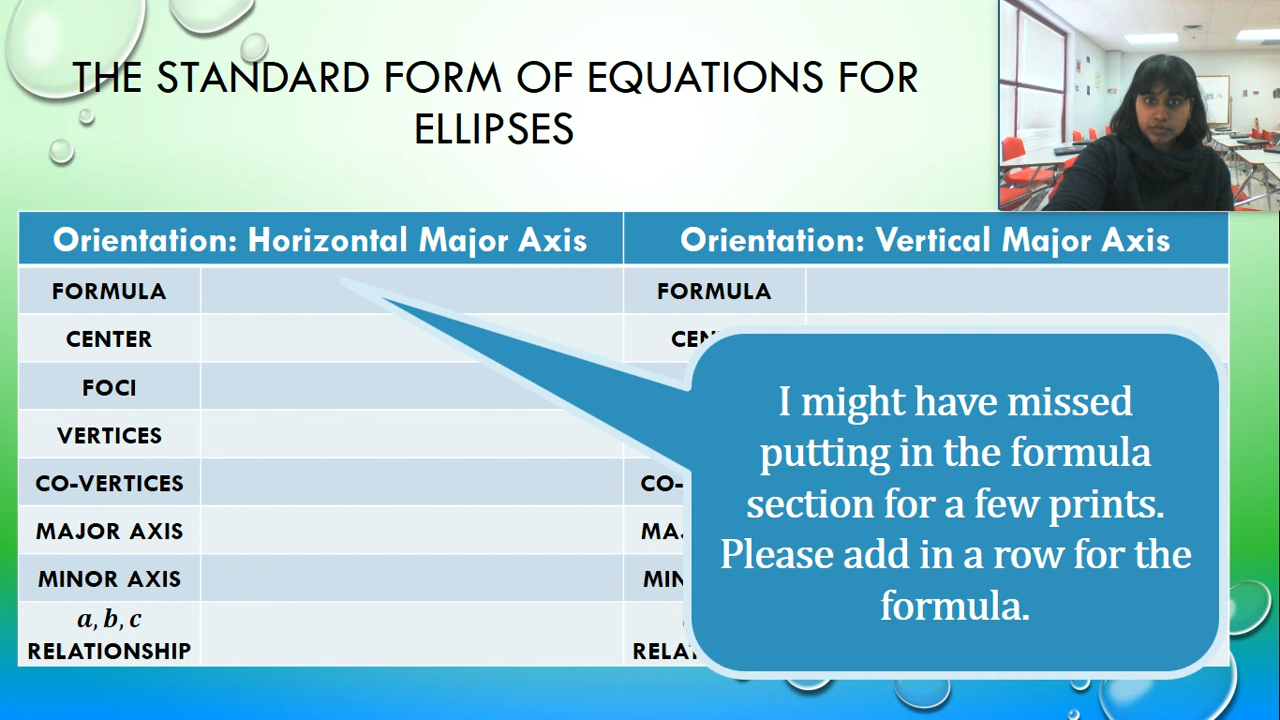 THE STANDARD FORM OF EQUATIONS FOR
ELLIPSES
Orientation: Horizontal Major Axis
Orientation: Vertical Major Axis
FORMULA
FORMULA
CENTER
CEN
FOCI
VERTICES
CO-VERTICES
CO-
MAJOR AXIS
MAJ
MINOR AXIS
MIN
a, b, c
RELATIONSHIP
RELAT
I might have missed
putting in the formula
section for a few prints.
Please add in a row for the
formula.